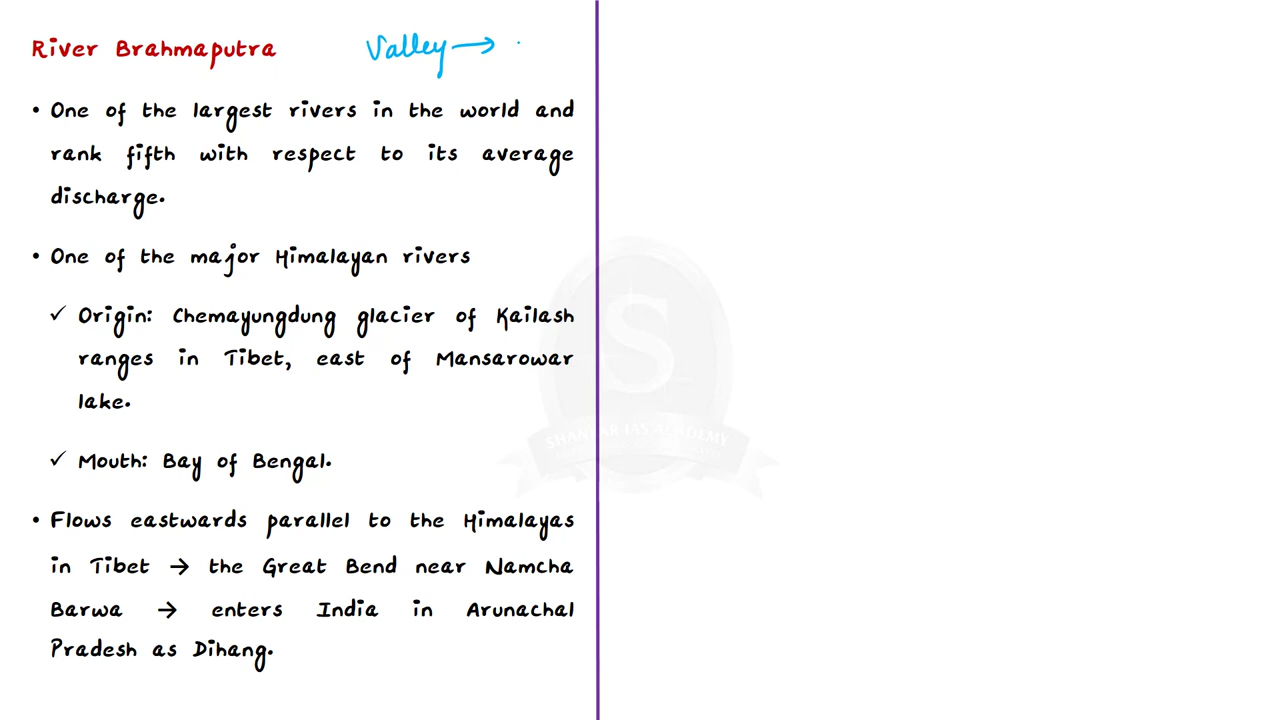 River Brahmaputra Valley →
• One of the largest rivers in the world and
rank fifth with respect to its average
discharge.
• One of the major Himalayan rivers
✓ Origin: Chemayungdung glacier of Kailash
ranges in Tibet, east of Mansarowar
lake.
✓ Mouth: Bay of Bengal.
• Flows eastwards parallel to the Himalayas
in Tibet → the Great Bend near Namcha
Barwa → enters India in Arunachal
Pradesh as Dihang.
S
SHANKAR IAS ACADEMY